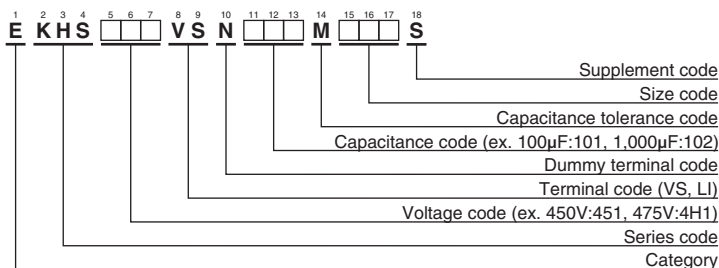 1 2 3 4 5 6 7 8 9 10 11 12 13 14 15 16 17 18
E KHS VS N M S
Supplement code
Size code
Capacitance tolerance code
Capacitance code (ex. 100μF:101, 1,000μF:102)
Dummy terminal code
Terminal code (VS, LI)
Voltage code (ex. 450V:451, 475V:4H1)
Series code
Category